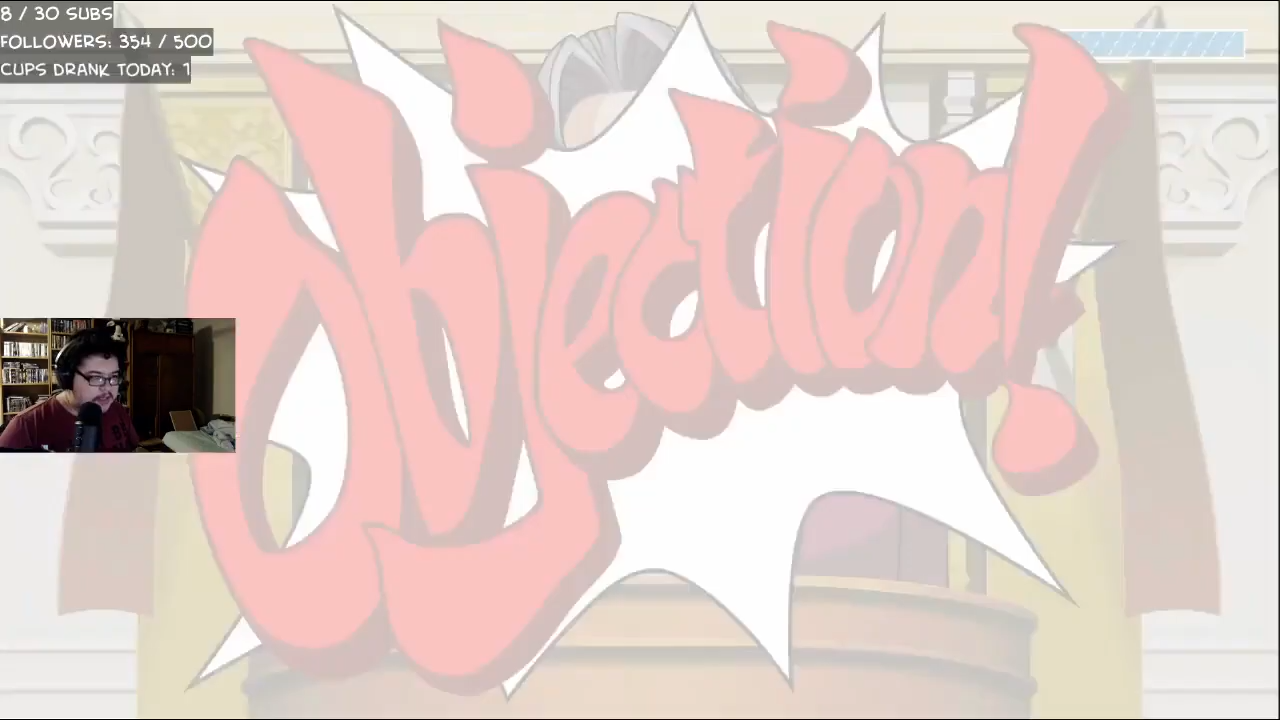 8 / 30 SUBS
FOLLOWERS: 354 / 500
CUPS DRANK TODAY: 1
Objection!